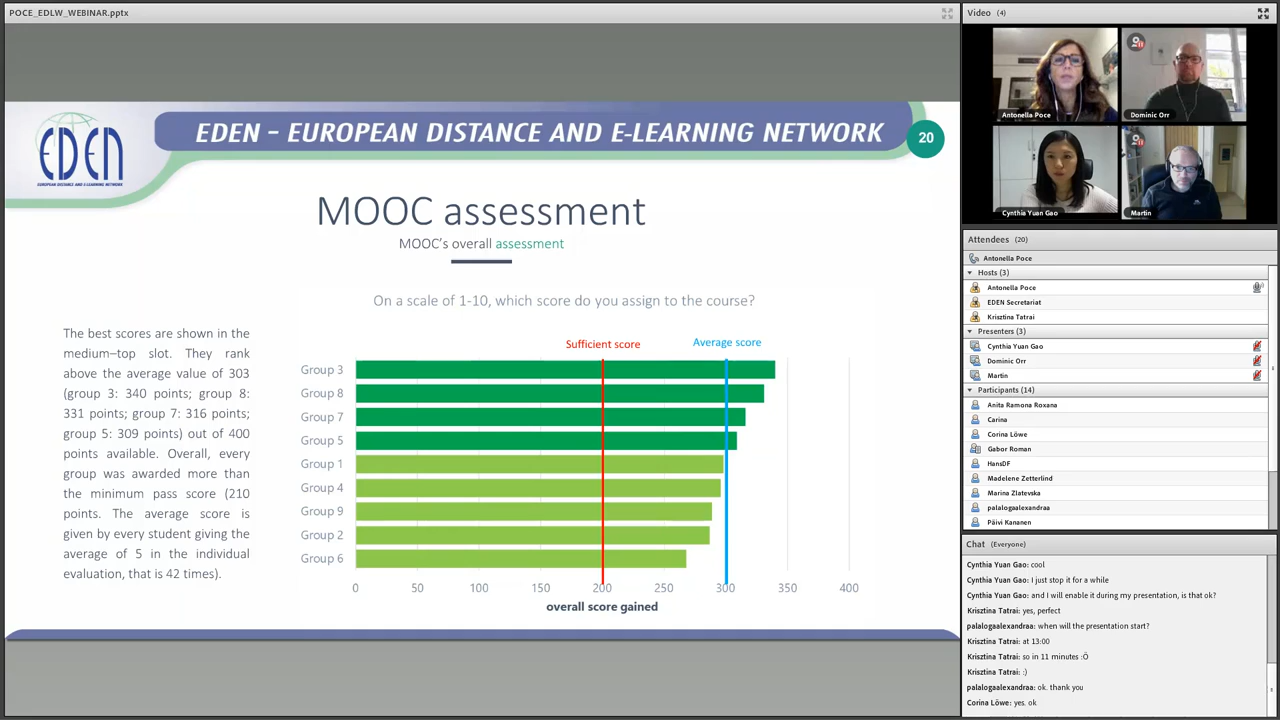 POCE_EDLW_WEBINAR.pptx
EDEN
EUROPEAN DISTANCE AND E-LEARNING NETWORK
EDEN – EUROPEAN DISTANCE AND E-LEARNING NETWORK
20
MOOC assessment
MOOC's overall assessment
On a scale of 1-10, which score do you assign to the course?
The best scores are shown in the
medium–top slot. They rank
above the average value of 303
(group 3: 340 points; group 8:
331 points; group 7: 316 points;
group 5: 309 points) out of 400
points available. Overall, every
group was awarded more than
the minimum pass score (210
points. The average score is
given by every student giving the
average of 5 in the individual
evaluation, that is 42 times).
Sufficient score
Average score
Group 3
Group 8
Group 7
Group 5
Group 1
Group 4
Group 9
Group 2
Group 6
0 50 100 150 200 250 300 350 400
overall score gained
Video (4)
Antonella Poce
Dominic Orr
Cynthia Yuan Gao
Martin
Attendees (20)
Antonella Poce
Hosts (3)
Antonella Poce
EDEN Secretariat
Krisztina Tatrai
Presenters (3)
Cynthia Yuan Gao
Dominic Orr
Martin
Participants (14)
Anita Ramona Roxana
Carina
Corina Löwe
Gabor Roman
HansDF
Madelene Zetterlind
Marina Zlatevska
palalogaalexandraa
Päivi Kananen
Chat (Everyone)
Cynthia Yuan Gao: cool
Cynthia Yuan Gao: I just stop it for a while
Cynthia Yuan Gao: and I will enable it during my presentation, is that ok?
Krisztina Tatrai: yes, perfect
palalogaalexandraa: when will the presentation start?
Krisztina Tatrai: at 13:00
Krisztina Tatrai: so in 11 minutes :Ö
Krisztina Tatrai: :)
palalogaalexandraa: ok. thank you
Corina Löwe: yes. ok